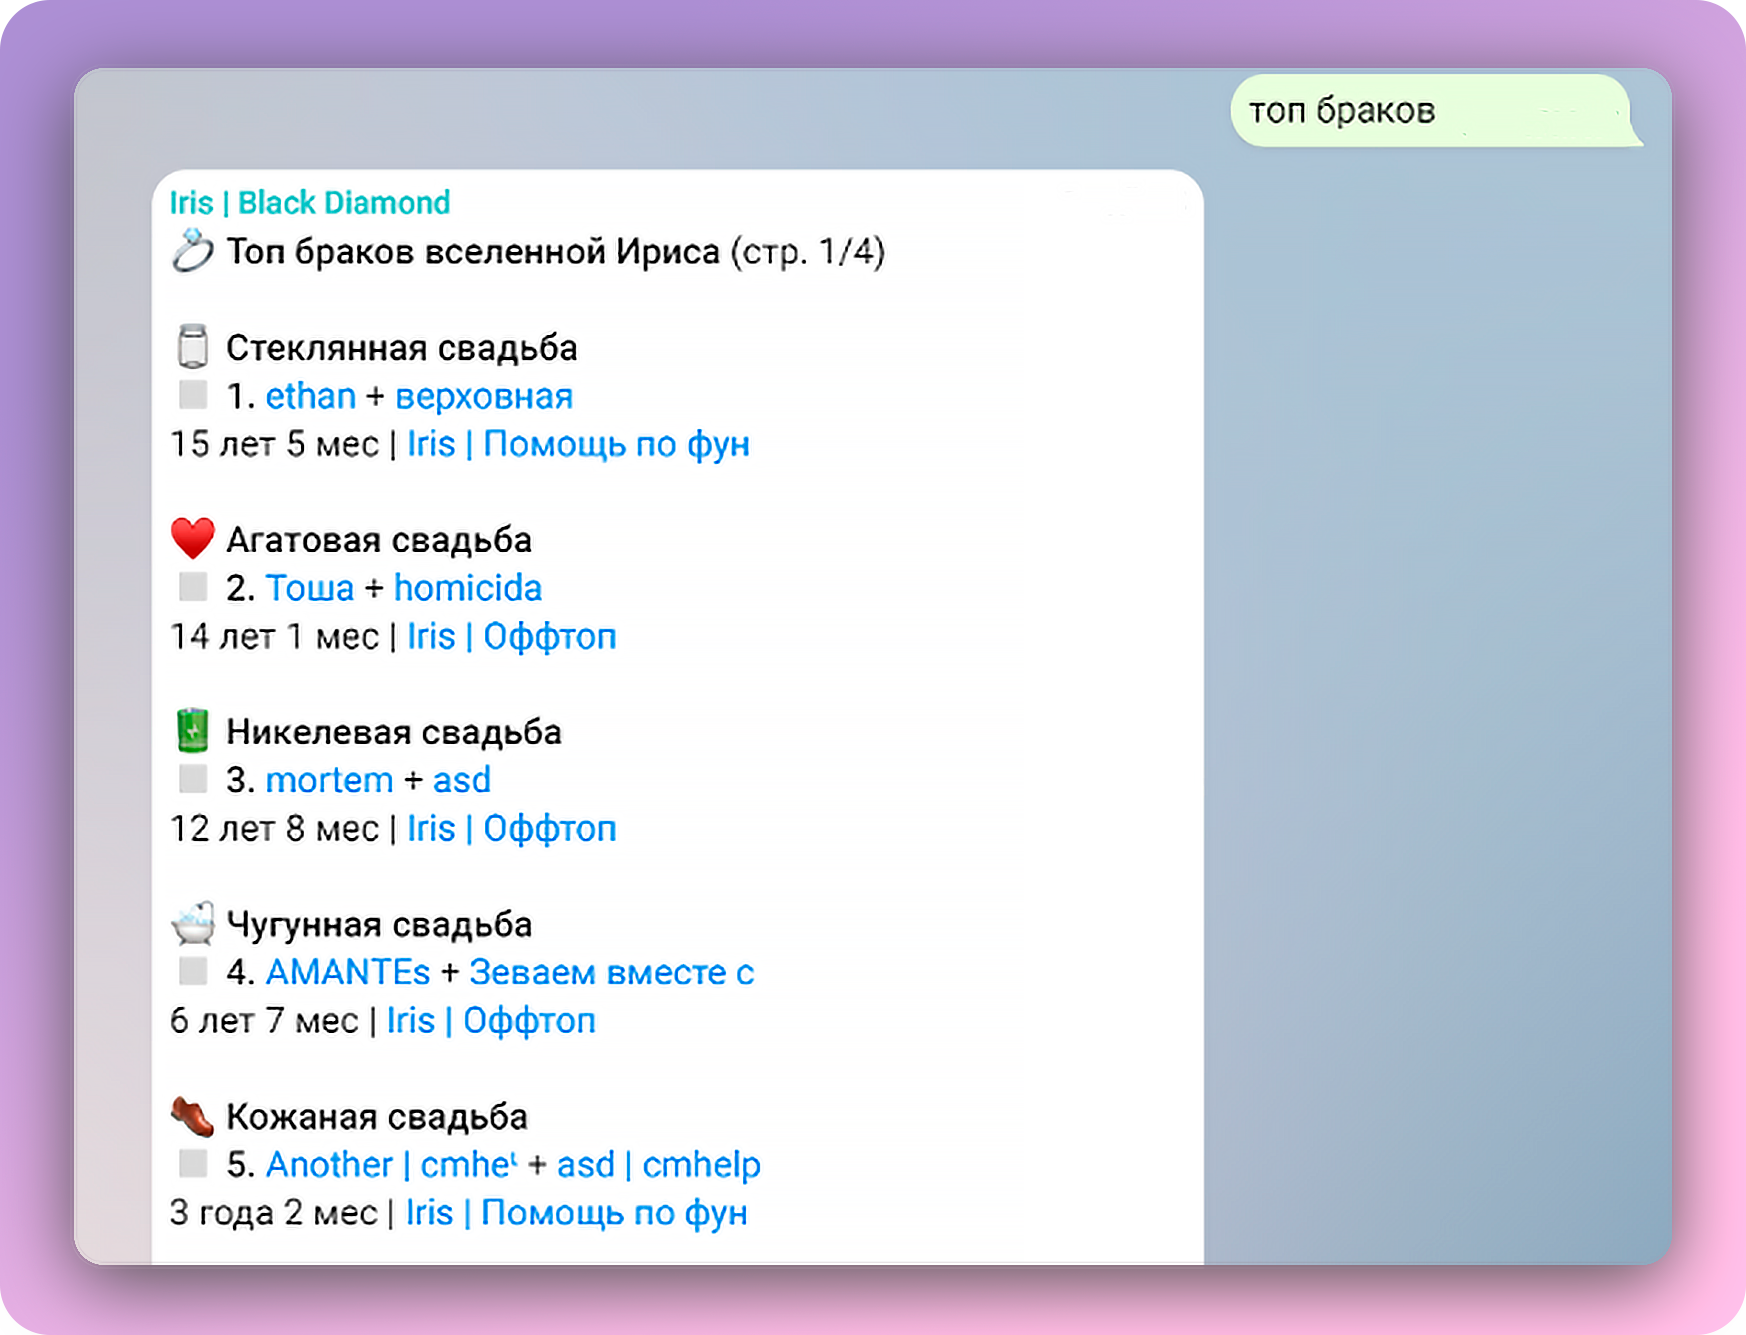 топ браков
Iris | Black Diamond
Топ браков вселенной Ириса (стр. 1/4)
Стеклянная свадьба
1. ethan + верховная
15 лет 5 мес | Iris | Помощь по фун
Агатовая свадьба
2. Тоша + homicida
14 лет 1 мес | Iris | Оффтоп
Никелевая свадьба
3. mortem + asd
12 лет 8 мес | Iris | Оффтоп
Чугунная свадьба
4. AMANTEs + Зеваем вместе с
6 лет 7 мес | Iris | Оффтоп
Кожаная свадьба
5. Another | cmhe + asd | cmhelp
3 года 2 мес | Iris | Помощь по фун